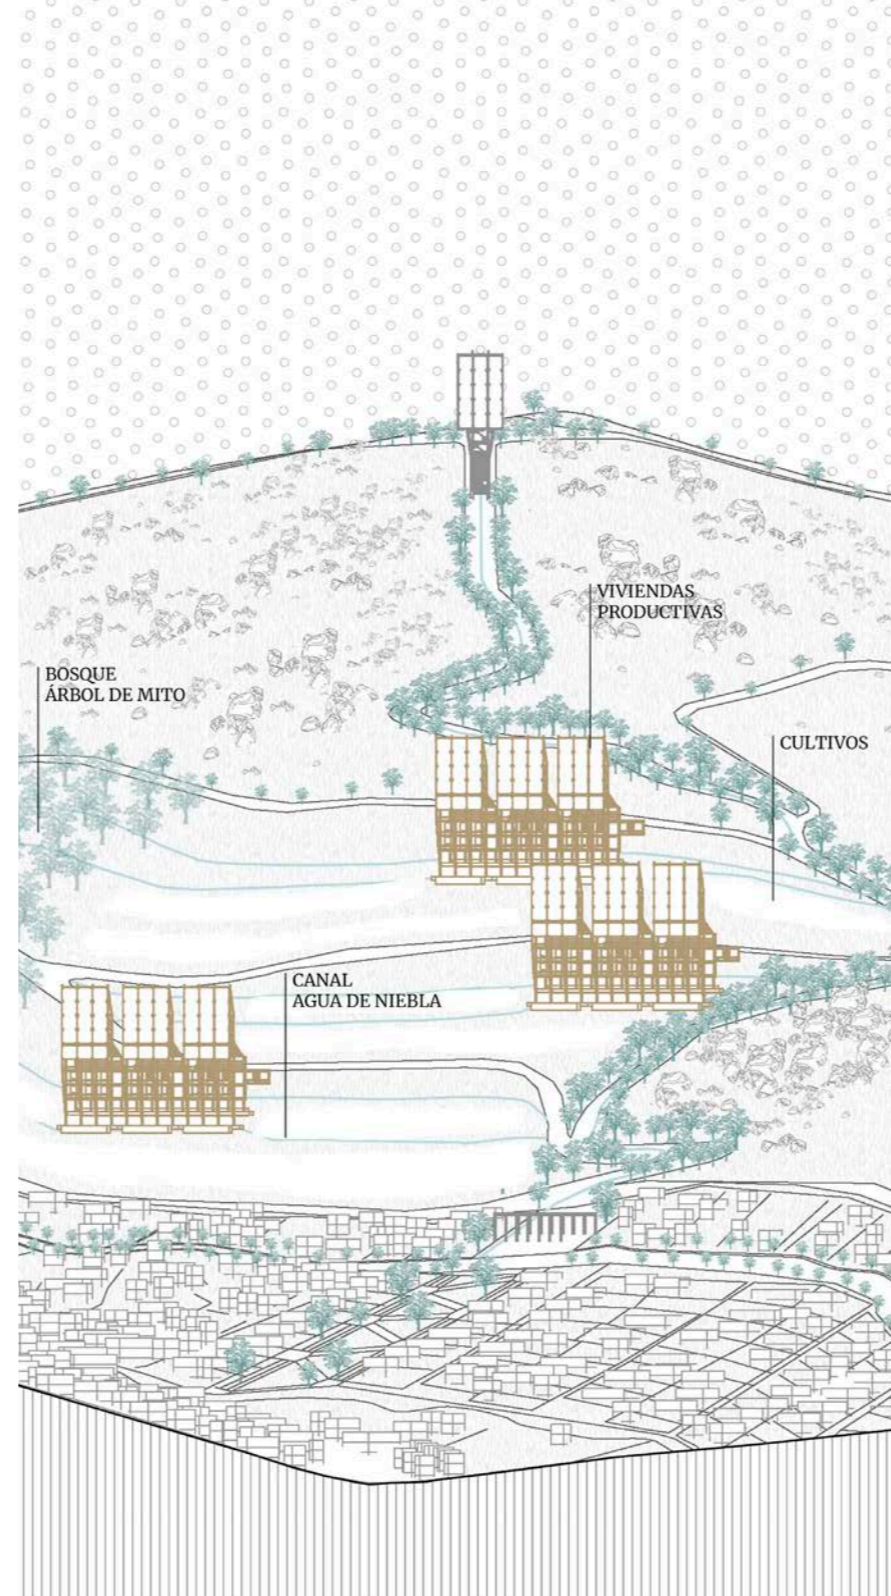 VIVIENDAS
PRODUCTIVAS
BOSQUE
ÁRBOL DE MITO
CULTIVOS
CANAL
AGUA DE NIEBLA